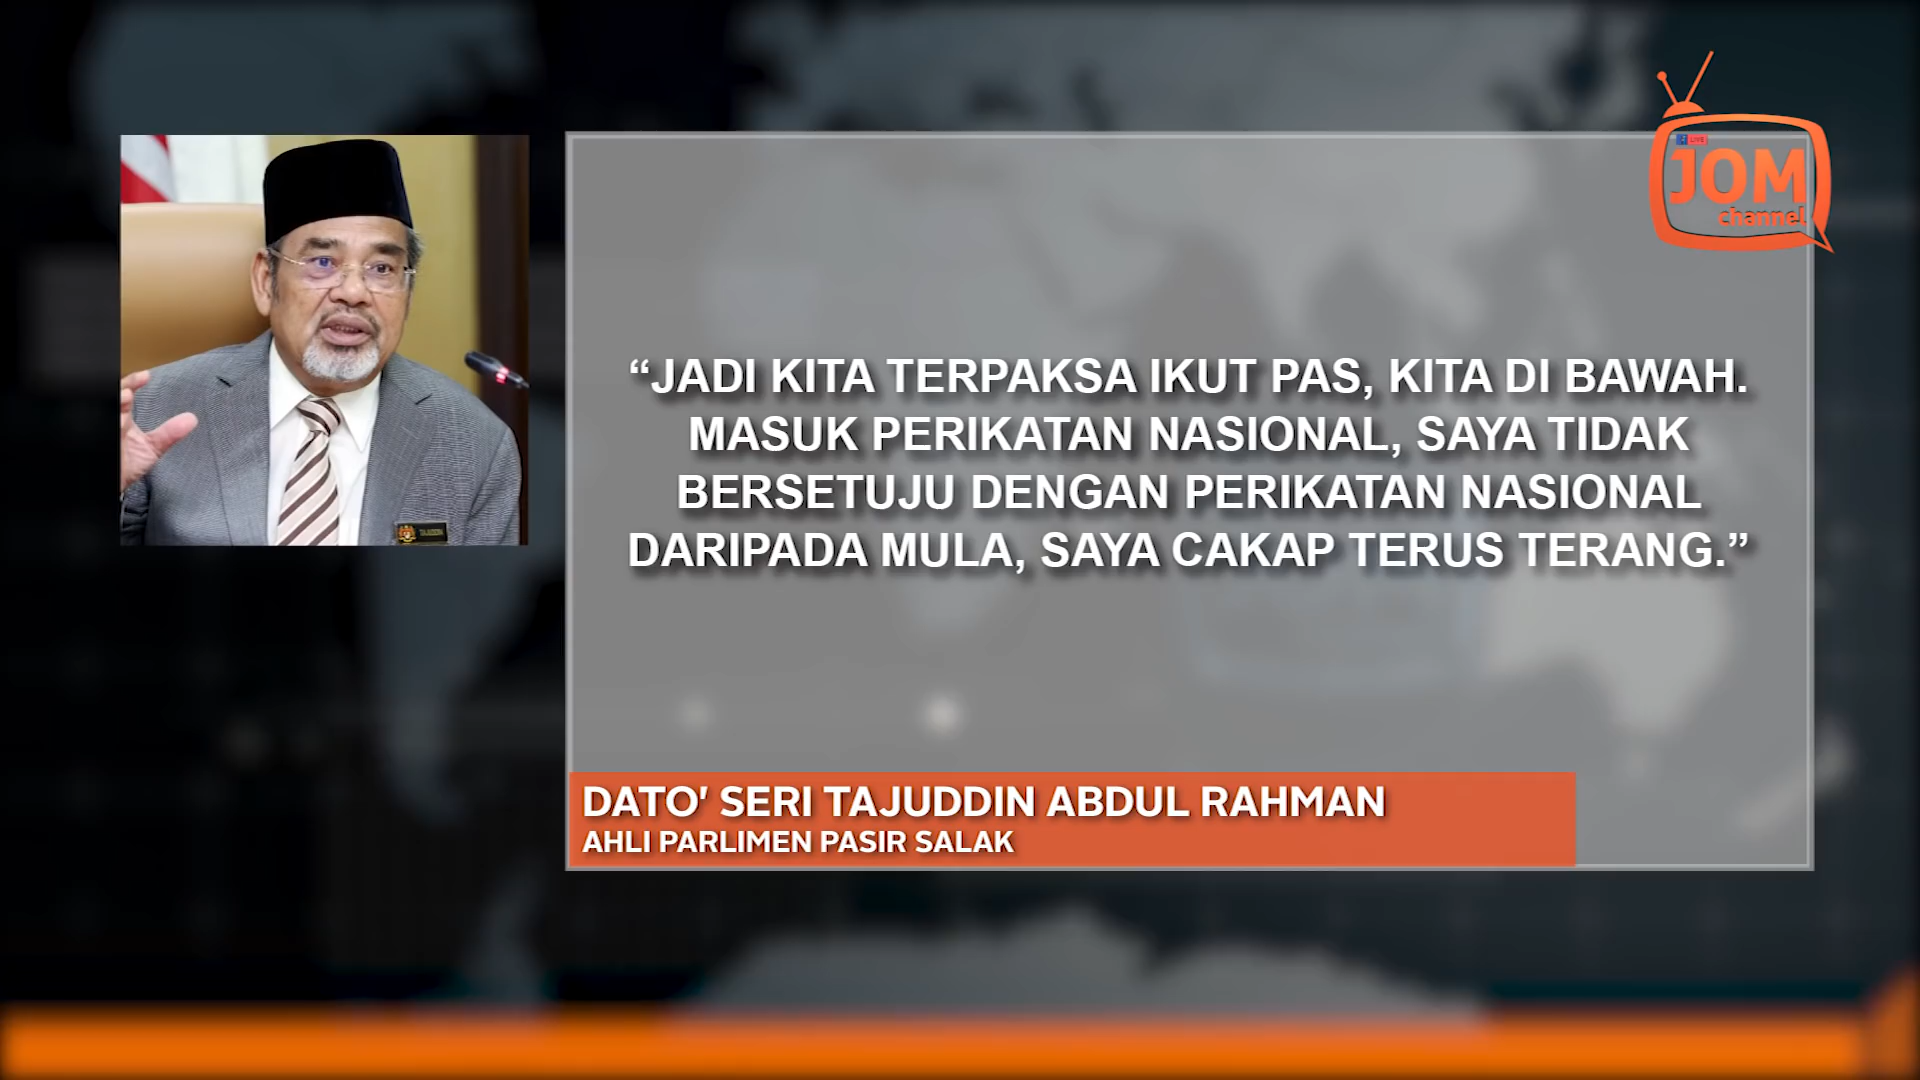 JOM
channel
LIVE
“JADI KITA TERPAKSA IKUT PAS, KITA DI BAWAH.
MASUK PERIKATAN NASIONAL, SAYA TIDAK
BERSETUJU DENGAN PERIKATAN NASIONAL
DARIPADA MULA, SAYA CAKAP TERUS TERANG.”
DATO' SERI TAJUDDIN ABDUL RAHMAN
AHLI PARLIMEN PASIR SALAK